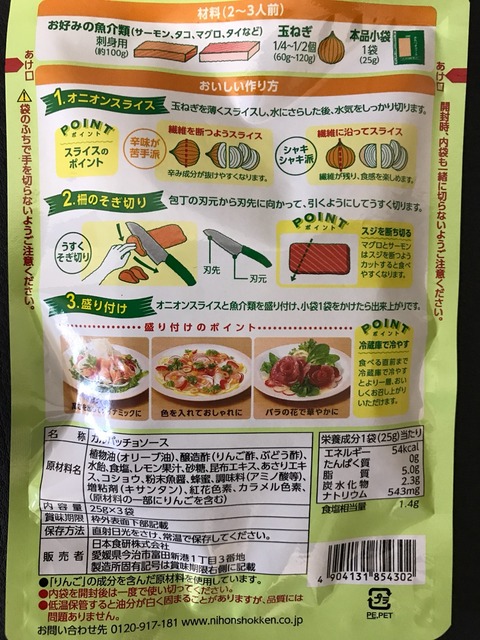 材料(2～3人前)
お好みの魚介類(サーモン、タコ、マグロ、タイなど)
刺身用
(約100g)
玉ねぎ
1/4～1/2個
(60g~120g)
本品小袋
1袋
(25g)
あけ口
あけ口
おいしい作り方
1.オニオンスライス
玉ねぎを薄くスライスし、水にさらした後、水気をしっかり切ります。
POINT
ポイント
スライスの
ポイント
辛味が
苦手派
繊維を断つようスライス
辛み成分が抜けやすくなります。
シャキ
シャキ派
繊維に沿ってスライス
繊維が残り、食感を楽しめます。
2.柵のそぎ切り
包丁の刃元から刃先に向かって、引くようにしてうすく切ります。
うすく
そぎ切り
刃先
刃元
POINT
ポイント
スジを断ち切る
マグロとサーモン
はスジを断つよう
カットすると食べ
やすくなります。
3.盛り付け
オニオンスライスと魚介類を盛り付け、小袋1袋をかけたら出来上がりです。
盛り付けのポイント
色を入れておしゃれに
バラの花で華やかに
POINT
ポイント
冷蔵庫で冷やす
食べる直前まで
冷蔵庫で冷やす
とより一層、おい
しくお召し上がり
いただけます。
⚠袋のふちで手を切らないようご注意ください。
開封時、内袋も一緒に切らないようご注意ください。
名称 カルパッチョソース
原材料名 植物油(オリーブ油)、醸造酢(りんご酢、ぶどう酢)、
水飴、食塩、レモン果汁、砂糖、昆布エキス、あさりエキ
ス、コショウ、粉末魚醤、蜂蜜、調味料(アミノ酸等)、
増粘剤(キサンタン)、紅花色素、カラメル色素、
(原材料の一部にりんごを含む)
内容量 25g×3袋
賞味期限 枠外表面下部記載
保存方法 直射日光をさけ、常温で保存してください。
販売者 日本食研株式会社
愛媛県今治市富田新港1丁目3番地
製造所固有記号は賞味期限右側に記載
栄養成分1袋(25g)当たり
エネルギー 54kcal
たんぱく質 0g
脂質 5.0g
炭水化物 2.3g
ナトリウム 543mg
食塩相当量 1.4g
●「りんご」の成分を含んだ原材料を使用しています。
●内袋を開封後は一度で使い切ってください。
●低温保管すると油分が白く固まることがありますが、品質には
問題ありません。
お問い合わせ先 0120-917-181 www.nihonshokken.co.jp
4 904131 854302
プラ
PE,PET